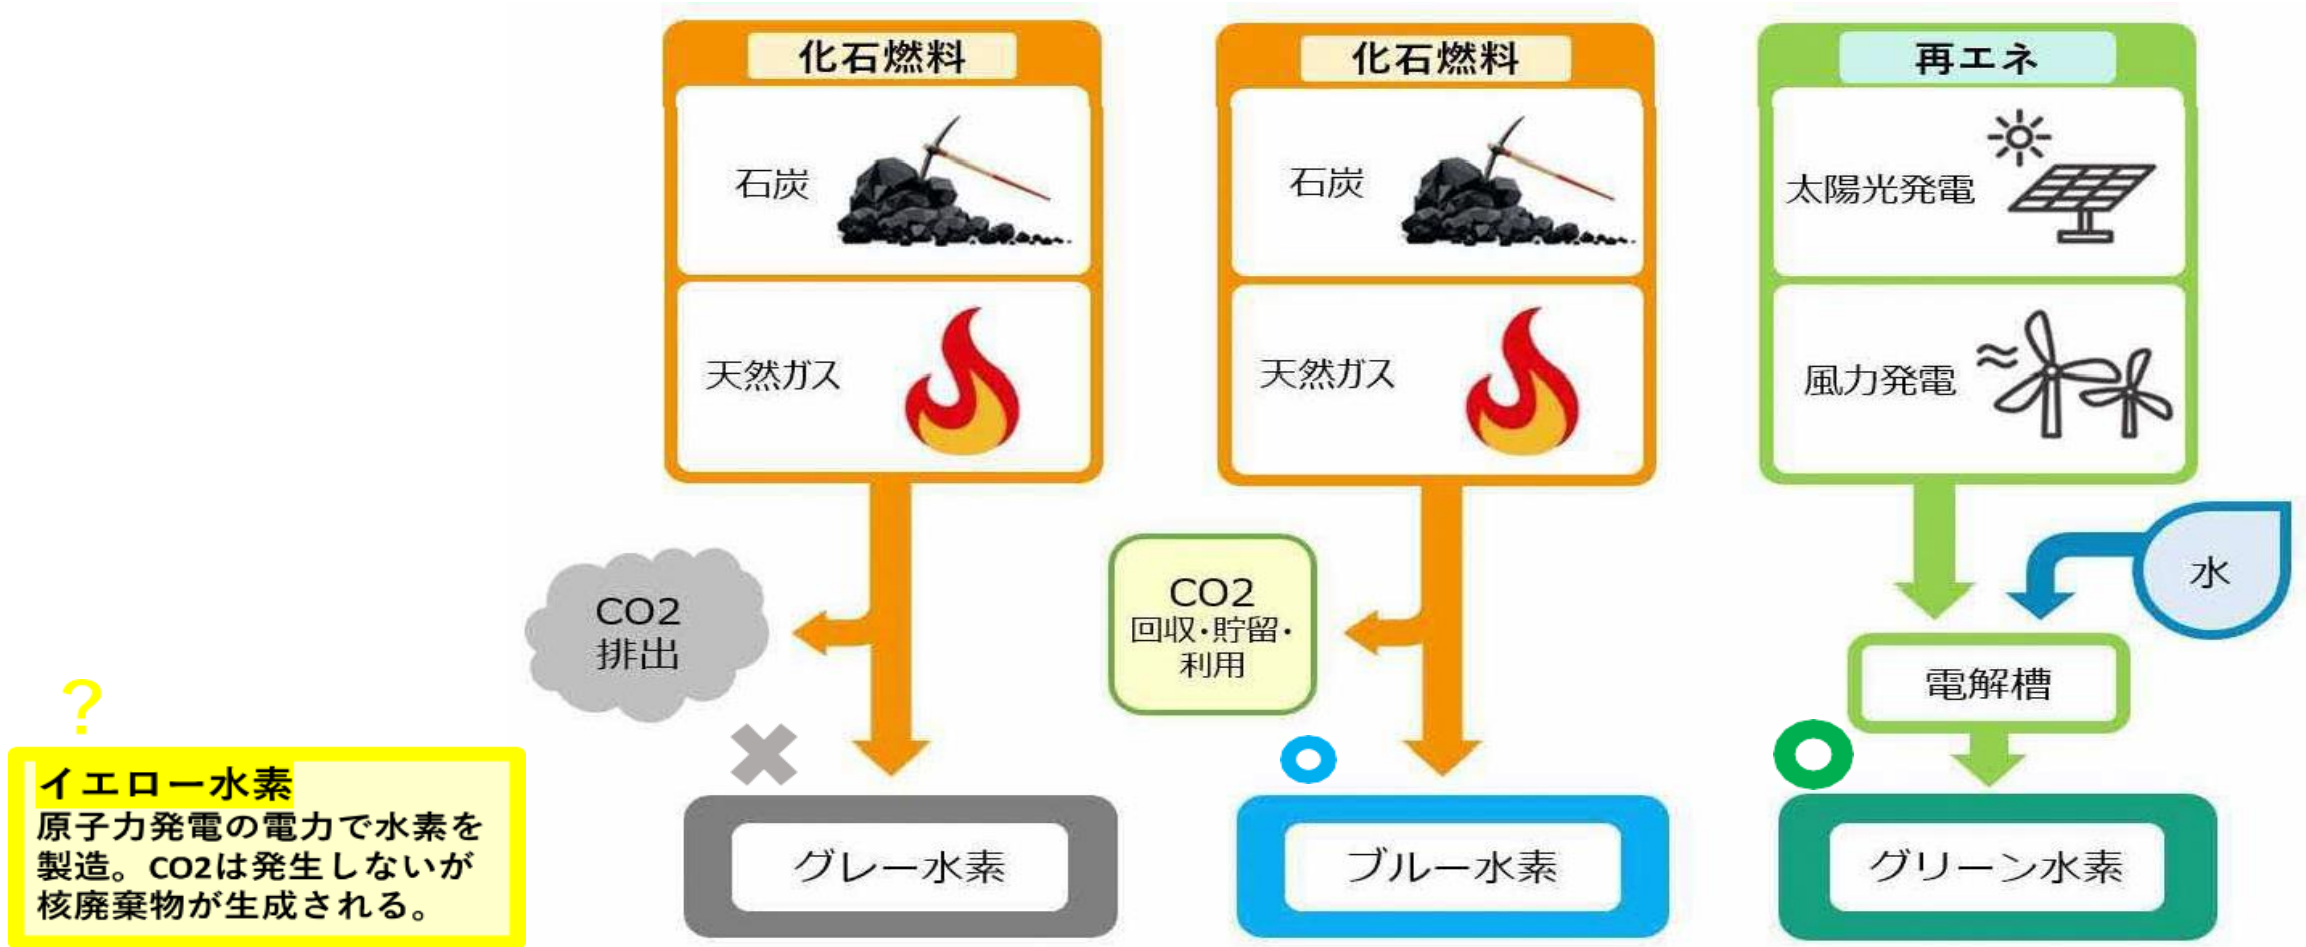 化石燃料
石炭
天然ガス
CO2
排出
グレー水素
化石燃料
石炭
天然ガス
CO2
回収・貯留・
利用
ブルー水素
再エネ
太陽光発電
風力発電
水
電解槽
グリーン水素
?
イエロー水素
原子力発電の電力で水素を
製造。CO2は発生しないが
核廃棄物が生成される。